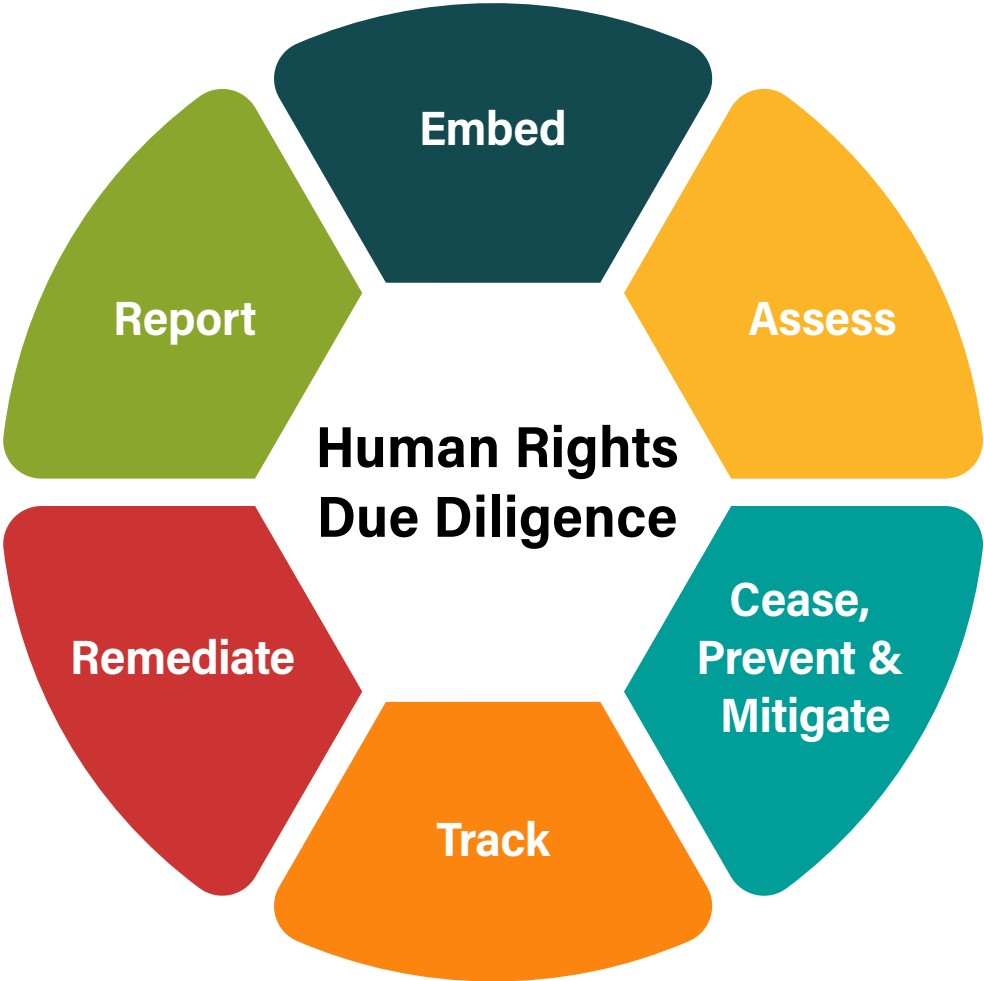 Embed
Assess
Cease,
Prevent &
Mitigate
Track
Remediate
Report
Human Rights
Due Diligence